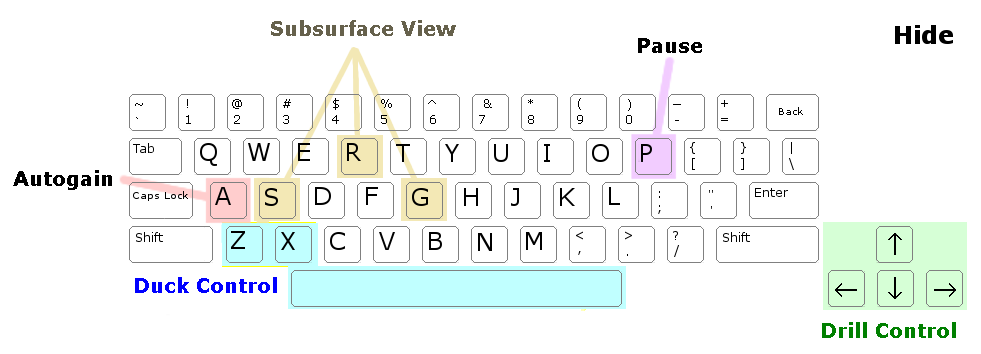 Subsurface View
Pause
Hide
~ ! @ # $ % ^ & * ( ) — +
` 1 2 3 4 5 6 7 8 9 0 - = Back
Tab Q W E R T Y U I O P { [ } ] | \
Autogain
Caps Lock A S D F G H J K L : ; " ' Enter
Shift Z X C V B N M < , > . ? / Shift ↑
Duck Control
← ↓ →
Drill Control